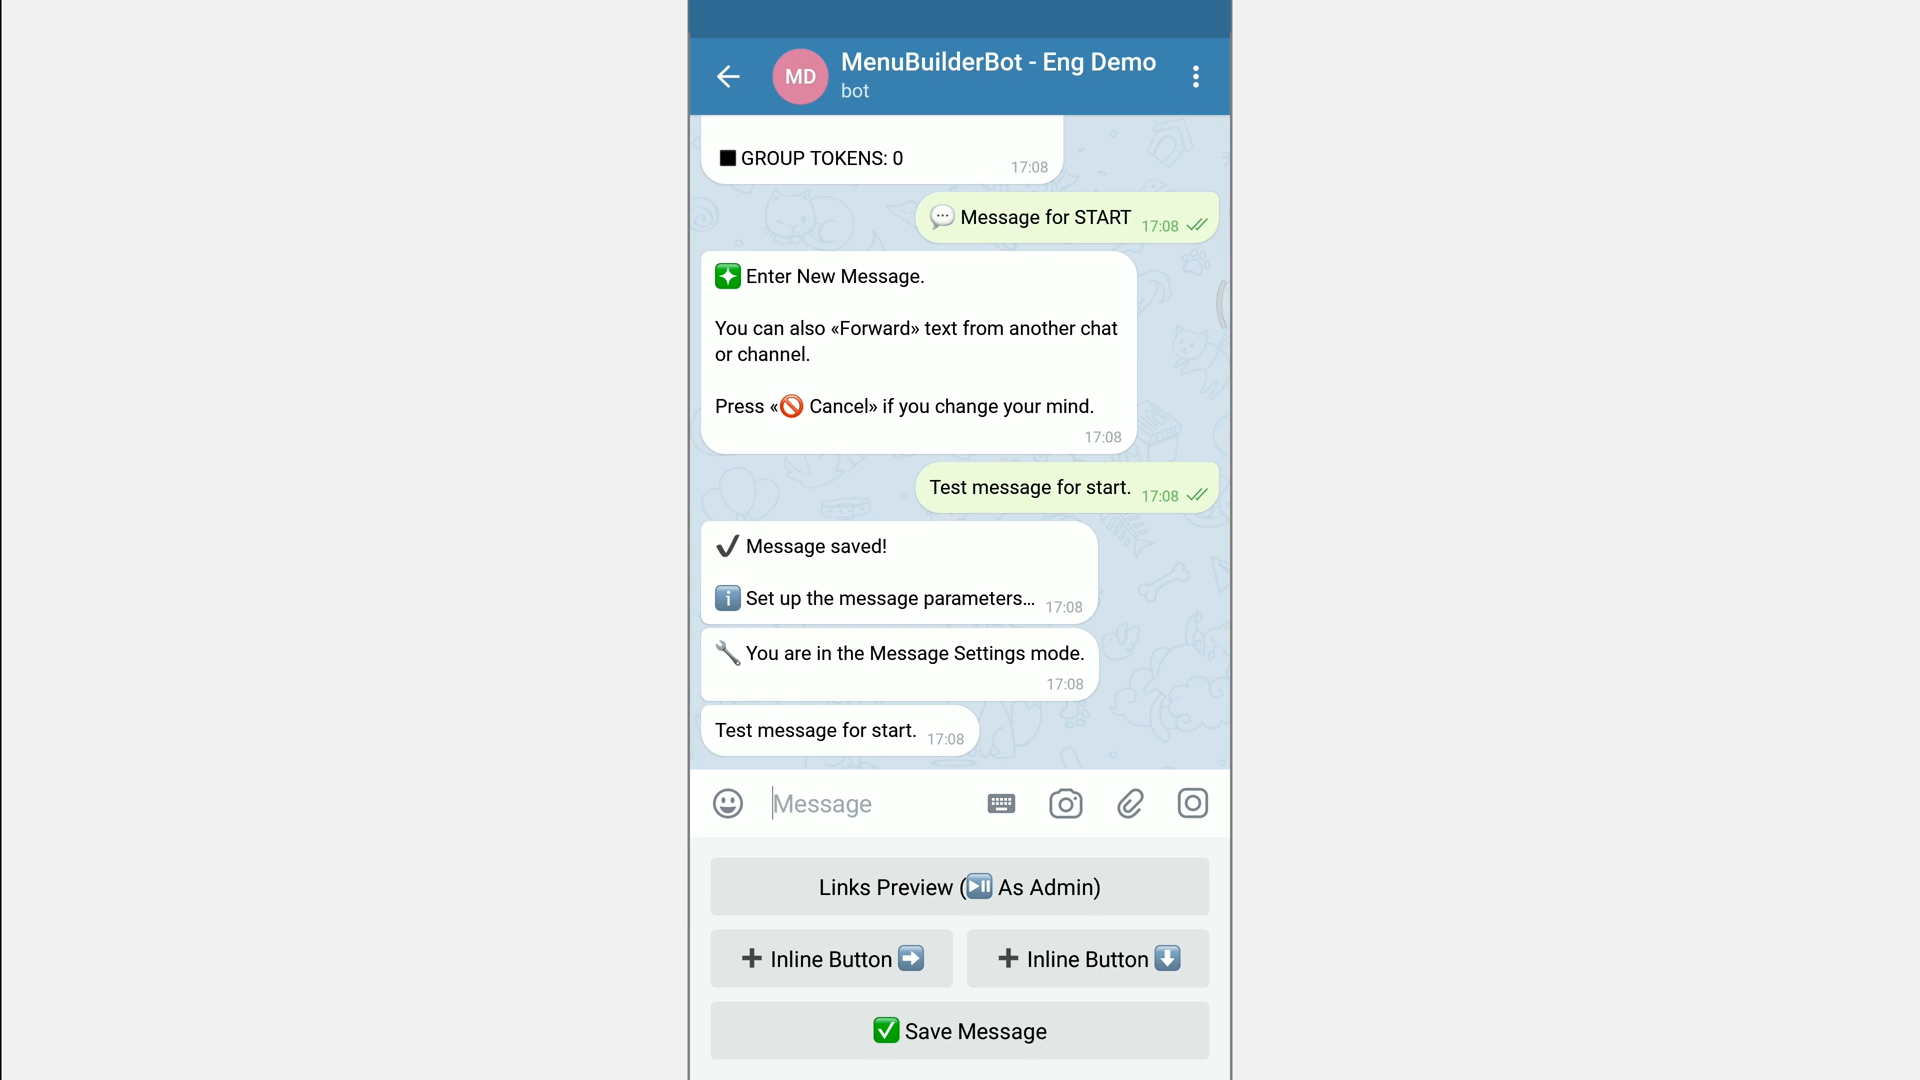 MD
MenuBuilderBot - Eng Demo
bot
GROUP TOKENS: 0
17:08
💬 Message for START
17:08
Enter New Message.
You can also «Forward» text from another chat
or channel.
Press «🚫 Cancel» if you change your mind.
17:08
Test message for start.
17:08
✔️ Message saved!
ℹ️ Set up the message parameters...
17:08
🔧 You are in the Message Settings mode.
17:08
Test message for start.
17:08
Message
Links Preview (⏯️ As Admin)
➕ Inline Button ➡️
➕ Inline Button ⬇️
✅ Save Message